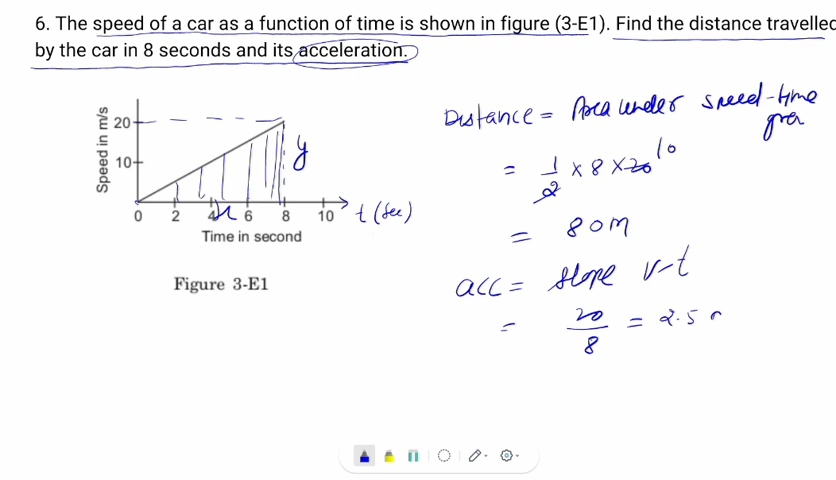 6. The speed of a car as a function of time is shown in figure (3-E1). Find the distance travelled
by the car in 8 seconds and its acceleration.
Speed in m/s
20
10
y
x
0 2 4 6 8 10
t (sec)
Time in second
Figure 3-E1
Distance = Area under speed-time
gra
= 1/2 × 8 × 20 10
= 80m
acc = slope v-t
= 20/8 = 2.5